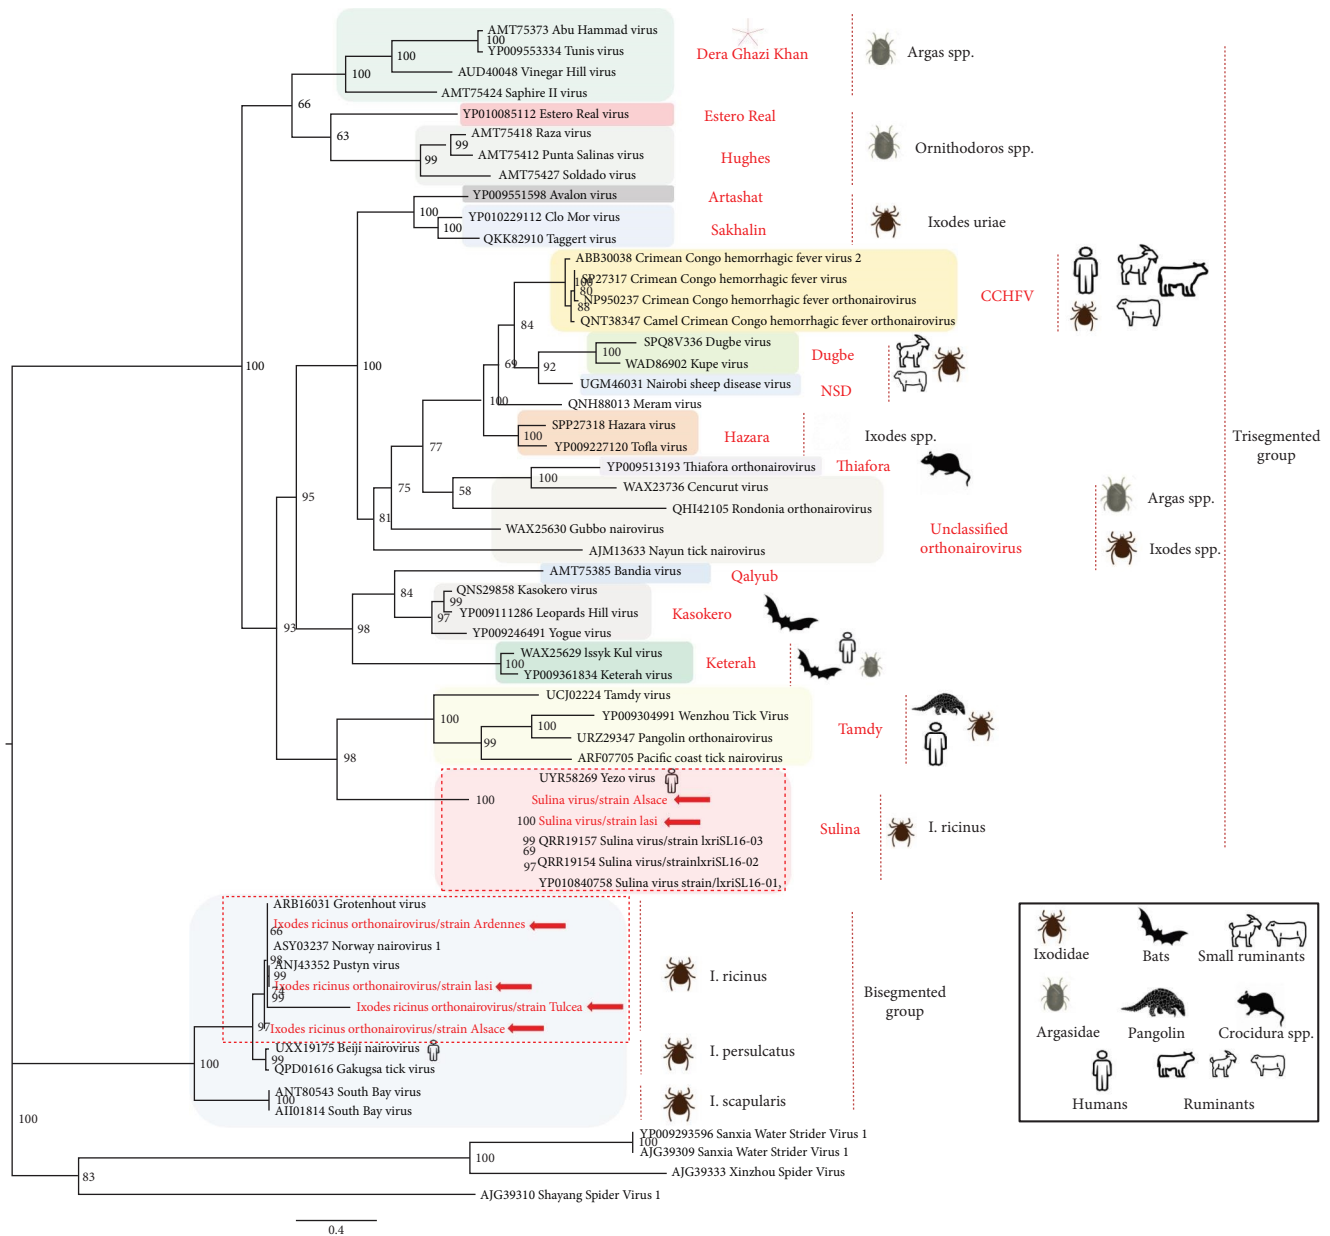 AMT75373 Abu Hammad virus
100
YP009553334 Tunis virus
100
AUD40048 Vinegar Hill virus
100
AMT75424 Saphire II virus
Dera Ghazi Khan
Argas spp.
66
YP010085112 Estero Real virus
Estero Real
63
AMT75418 Raza virus
99
AMT75412 Punta Salinas virus
99
AMT75427 Soldado virus
Hughes
Ornithodoros spp.
YP009551598 Avalon virus
Artashat
100
YP010229112 Clo Mor virus
100
QKK82910 Taggert virus
Sakhalin
Ixodes uriae
ABB30038 Crimean Congo hemorrhagic fever virus 2
100
SP27317 Crimean Congo hemorrhagic fever virus
80
NP950237 Crimean Congo hemorrhagic fever orthonairovirus
88
QNT38347 Camel Crimean Congo hemorrhagic fever orthonairovirus
CCHFV
84
SPQ8V336 Dugbe virus
100
WAD86902 Kupe virus
Dugbe
69
92
UGM46031 Nairobi sheep disease virus
NSD
100
QNH88013 Meram virus
SPP27318 Hazara virus
100
YP009227120 Tofla virus
Hazara
Ixodes spp.
100
100
77
YP009513193 Thiafora orthonairovirus
Thiafora
100
WAX23736 Cencurut virus
75
58
QHI42105 Rondonia orthonairovirus
95
81
WAX25630 Gubbo nairovirus
AJM13633 Nayun tick nairovirus
Unclassified
orthonairovirus
Argas spp.
Ixodes spp.
Trisegmented
group
AMT75385 Bandia virus
Qalyub
84
QNS29858 Kasokero virus
99
YP009111286 Leopards Hill virus
97
YP009246491 Yogue virus
Kasokero
93
98
WAX25629 lssyk Kul virus
100
YP009361834 Keterah virus
Keterah
UCJ02224 Tamdy virus
100
YP009304991 Wenzhou Tick Virus
100
URZ29347 Pangolin orthonairovirus
99
ARF07705 Pacific coast tick nairovirus
Tamdy
98
UYR58269 Yezo virus
100
Sulina virus/strain Alsace
100 Sulina virus/strain lasi
99 QRR19157 Sulina virus/strain lxriSL16-03
69
97 QRR19154 Sulina virus/strainlxriSL16-02
YP010840758 Sulina virus strain/lxriSL16-01,
Sulina
I. ricinus
ARB16031 Grotenhout virus
Ixodes ricinus orthonairovirus/strain Ardennes
66
ASY03237 Norway nairovirus 1
98
ANJ43352 Pustyn virus
99
Ixodes ricinus orthonairovirus/strain lasi
74
99
Ixodes ricinus orthonairovirus/strain Tulcea
97
Ixodes ricinus orthonairovirus/strain Alsace
I. ricinus
Bisegmented
group
UXX19175 Beiji nairovirus
99
QPD01616 Gakugsa tick virus
I. persulcatus
100
ANT80543 South Bay virus
100
AII01814 South Bay virus
I. scapularis
100
YP009293596 Sanxia Water Strider Virus 1
100
AJG39309 Sanxia Water Strider Virus 1
100
AJG39333 Xinzhou Spider Virus
83
AJG39310 Shayang Spider Virus 1
0.4
Ixodidae
Bats
Small ruminants
Argasidae
Pangolin
Crocidura spp.
Humans
Ruminants